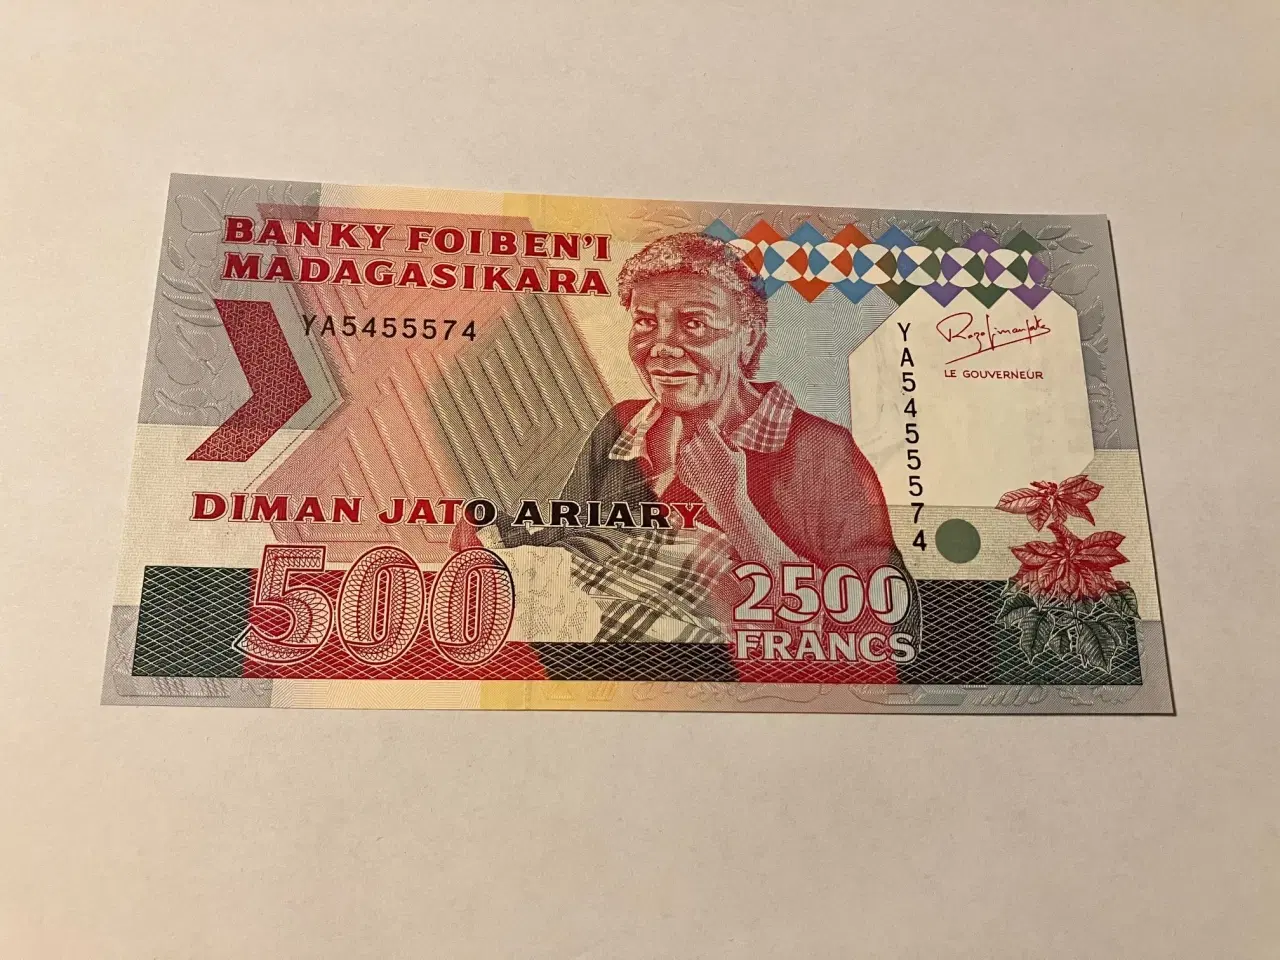 BANKY FOIBEN'I
MADAGASIKARA
YA5455574
YA5455574
LE GOUVERNEUR
DIMAN JATO ARIARY
500
2500
FRANCS